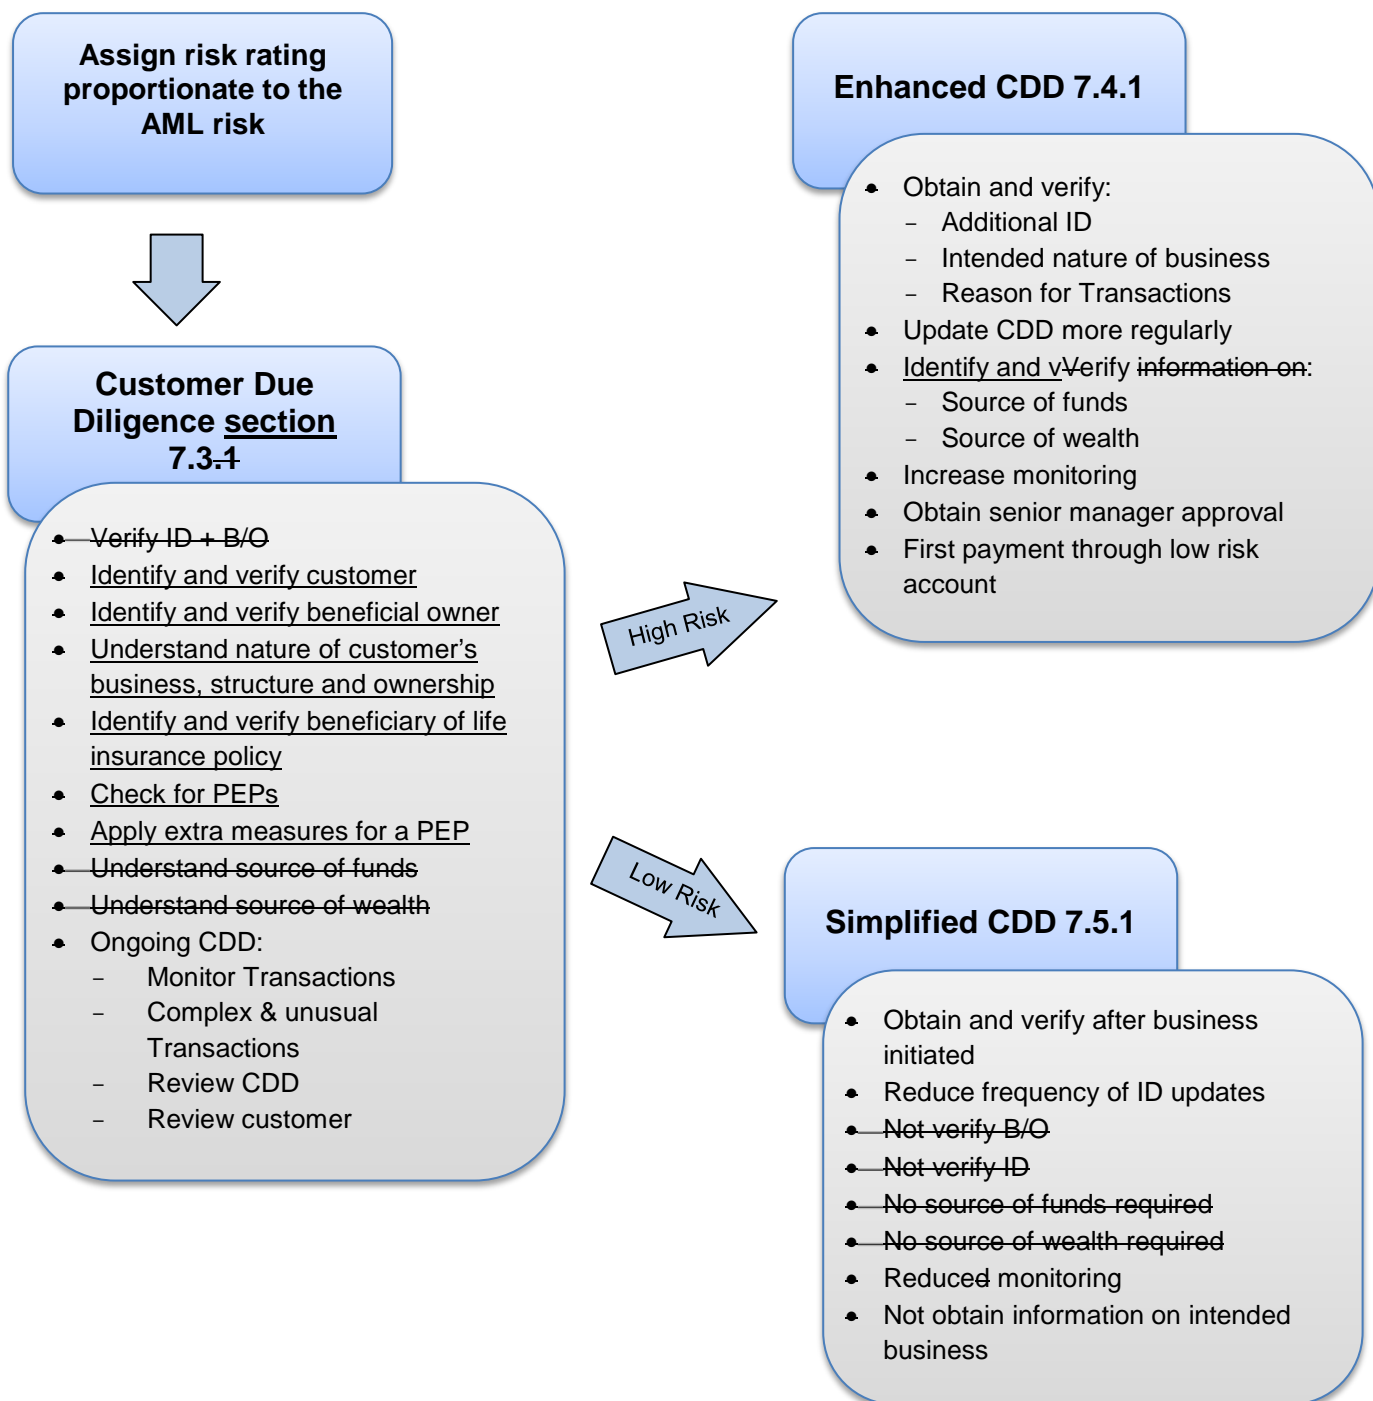 Assign risk rating
proportionate to the
AML risk
Customer Due
Diligence section
7.3.1
• Verify ID + B/O
• Identify and verify customer
• Identify and verify beneficial owner
• Understand nature of customer’s
business, structure and ownership
• Identify and verify beneficiary of life
insurance policy
• Check for PEPs
• Apply extra measures for a PEP
• Understand source of funds
• Understand source of wealth
• Ongoing CDD:
− Monitor Transactions
− Complex & unusual
Transactions
− Review CDD
− Review customer
High Risk
Low Risk
Enhanced CDD 7.4.1
• Obtain and verify:
− Additional ID
− Intended nature of business
− Reason for Transactions
• Update CDD more regularly
• Identify and vVerify information on:
− Source of funds
− Source of wealth
• Increase monitoring
• Obtain senior manager approval
• First payment through low risk
account
Simplified CDD 7.5.1
• Obtain and verify after business
initiated
• Reduce frequency of ID updates
• Not verify B/O
• Not verify ID
• No source of funds required
• No source of wealth required
• Reduced monitoring
• Not obtain information on intended
business